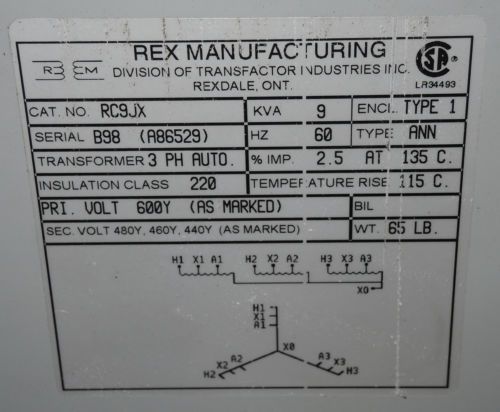 REX MANUFACTURING
DIVISION OF TRANSFACTOR INDUSTRIES INC.
REXDALE, ONT.
LR34493
CAT. NO. RC9JX KVA 9 ENCL. TYPE 1
SERIAL B98 (A86529) HZ 60 TYPE ANN
TRANSFORMER 3 PH AUTO. % IMP. 2.5 AT 135 C.
INSULATION CLASS 220 TEMPERATURE RISE 115 C.
PRI. VOLT 600Y (AS MARKED) BIL
SEC. VOLT 480Y, 460Y, 440Y (AS MARKED) WT. 65 LB.
H1 X1 A1 H2 X2 A2 H3 X3 A3
X0
H1
X1
A1
X0
H2 X2 A2 A3 X3 H3